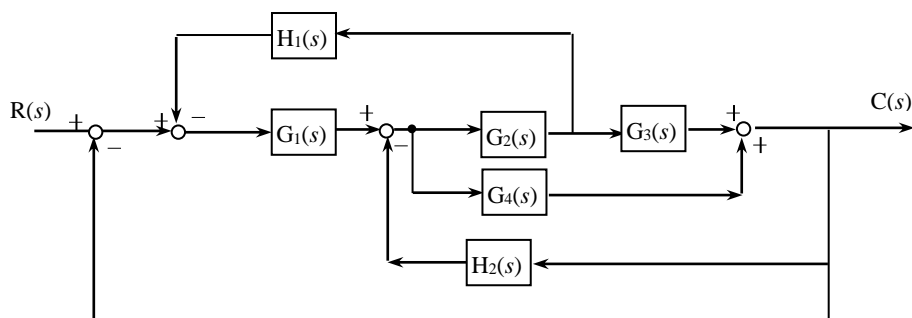 H₁(s)
R(s)
C(s)
+
−
+
−
G₁(s)
+
−
G₂(s)
G₃(s)
+
+
G₄(s)
H₂(s)